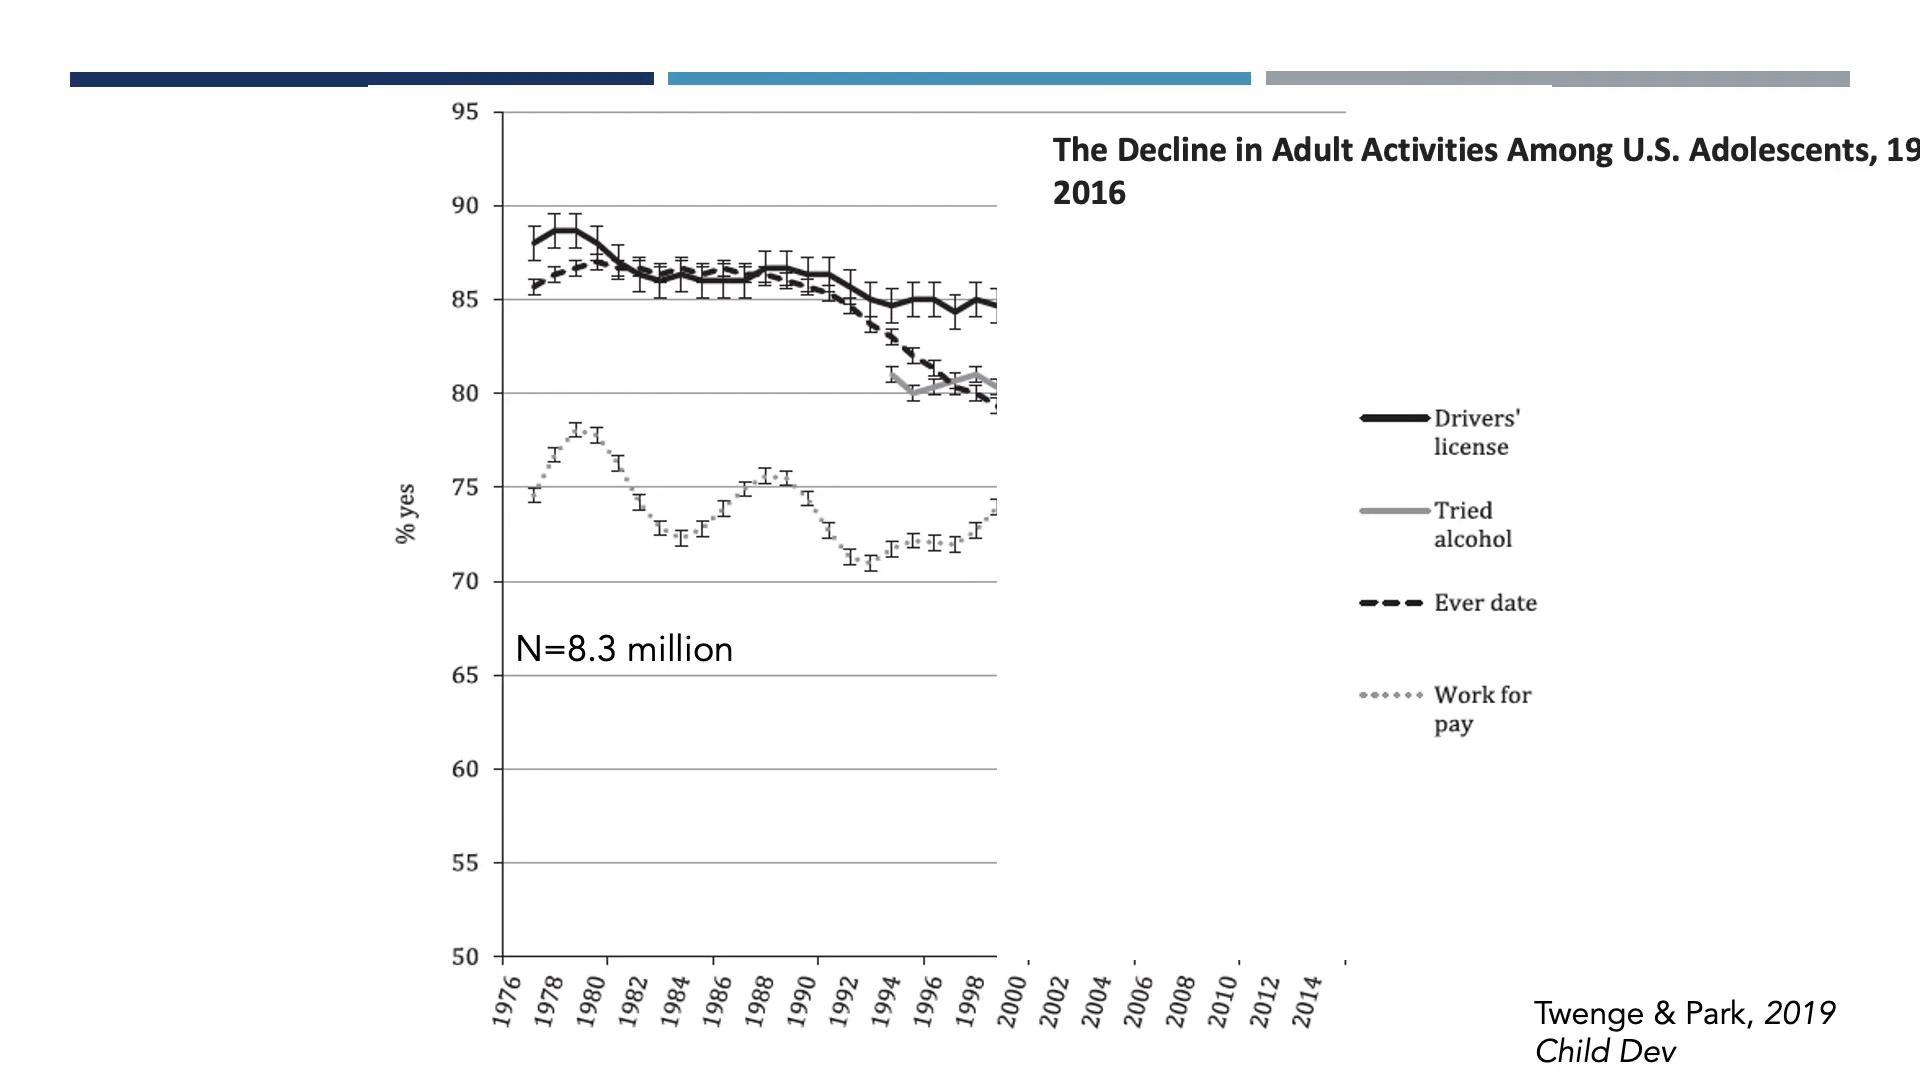 The Decline in Adult Activities Among U.S. Adolescents, 19
2016
95
90
85
80
75
70
65
60
55
50
% yes
N=8.3 million
Drivers'
license
Tried
alcohol
Ever date
Work for
pay
1976 1978 1980 1982 1984 1986 1988 1990 1992 1994 1996 1998 2000 2002 2004 2006 2008 2010 2012 2014
Twenge & Park, 2019
Child Dev